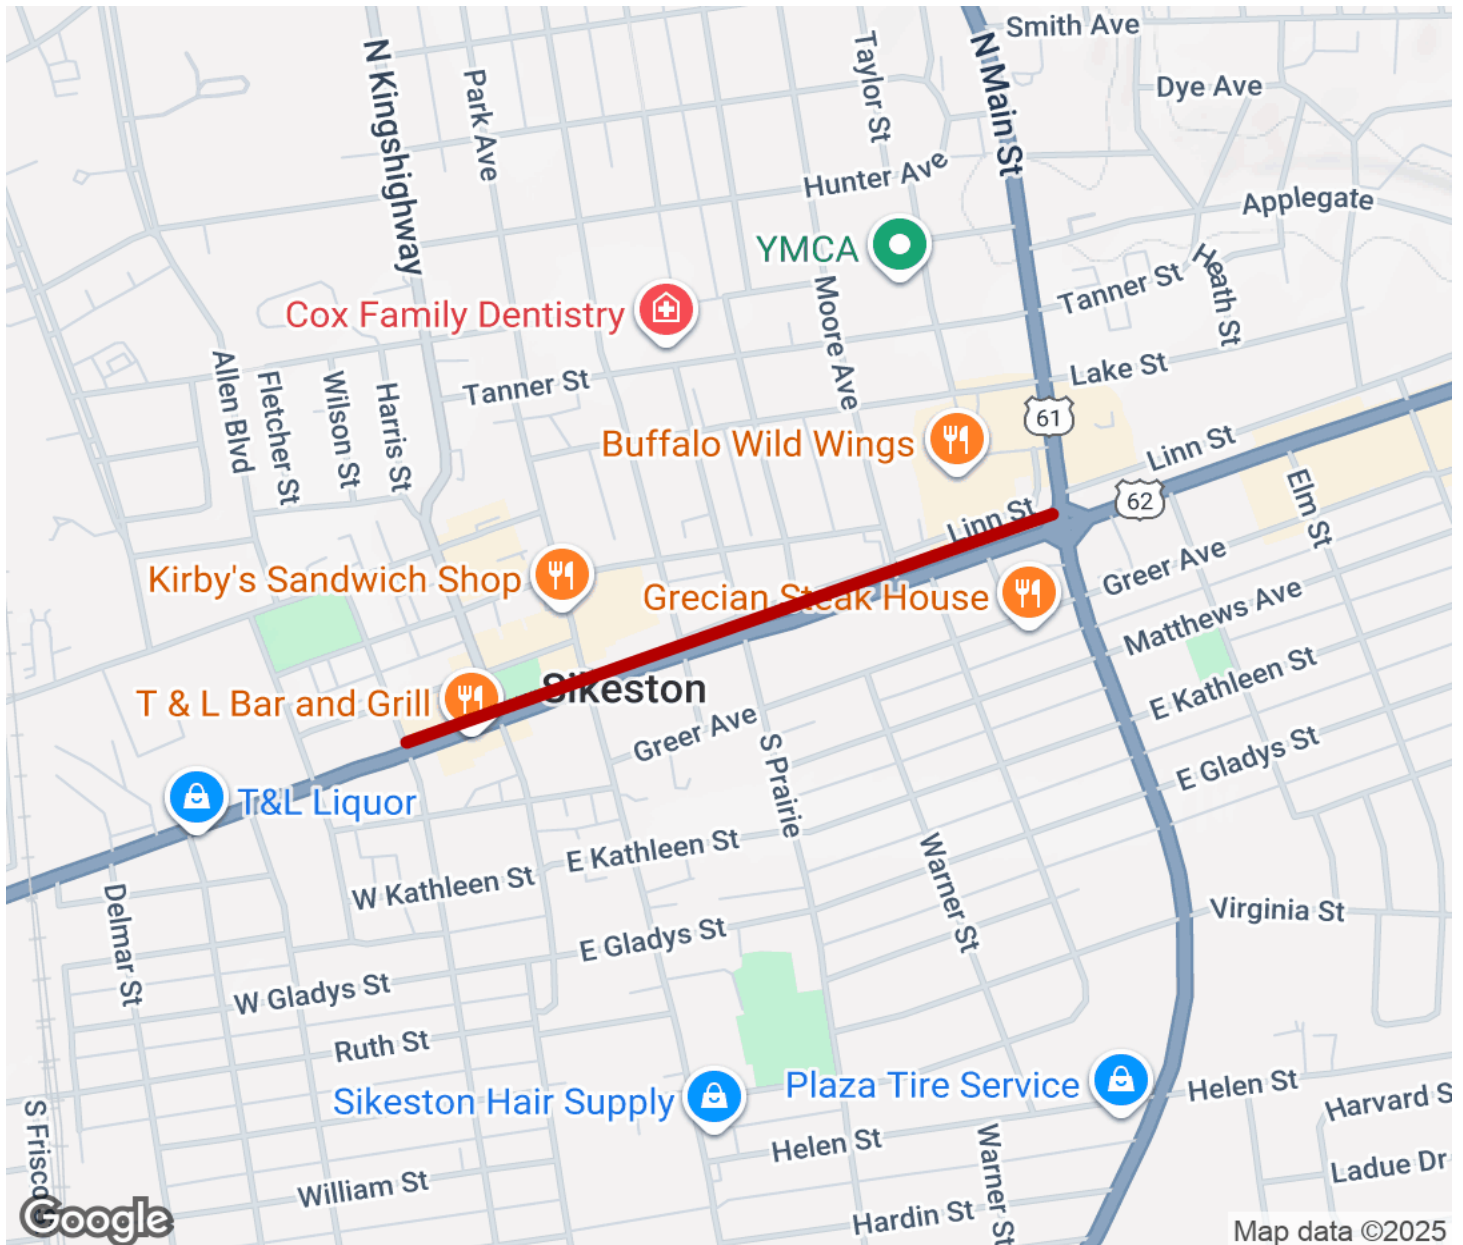 Smith Ave
N Main St
Taylor St
N Kingshighway
Park Ave
Dye Ave
Hunter Ave
Applegate
YMCA
Heath St
Tanner St
Moore Ave
Cox Family Dentistry
Allen Blvd
Fletcher St
Wilson St
Harris St
Tanner St
Lake St
61
Buffalo Wild Wings
Linn St
62
Elm St
Linn St
Greer Ave
Kirby's Sandwich Shop
Grecian Steak House
Matthews Ave
E Kathleen St
T & L Bar and Grill
Sikeston
Greer Ave
S Prairie
E Gladys St
T&L Liquor
E Kathleen St
W Kathleen St
Warner St
Delmar St
Virginia St
E Gladys St
W Gladys St
Ruth St
Sikeston Hair Supply
Plaza Tire Service
Helen St
Harvard S
S Frisco
Helen St
Warner St
Ladue Dr
William St
Hardin St
Google
Map data ©2025